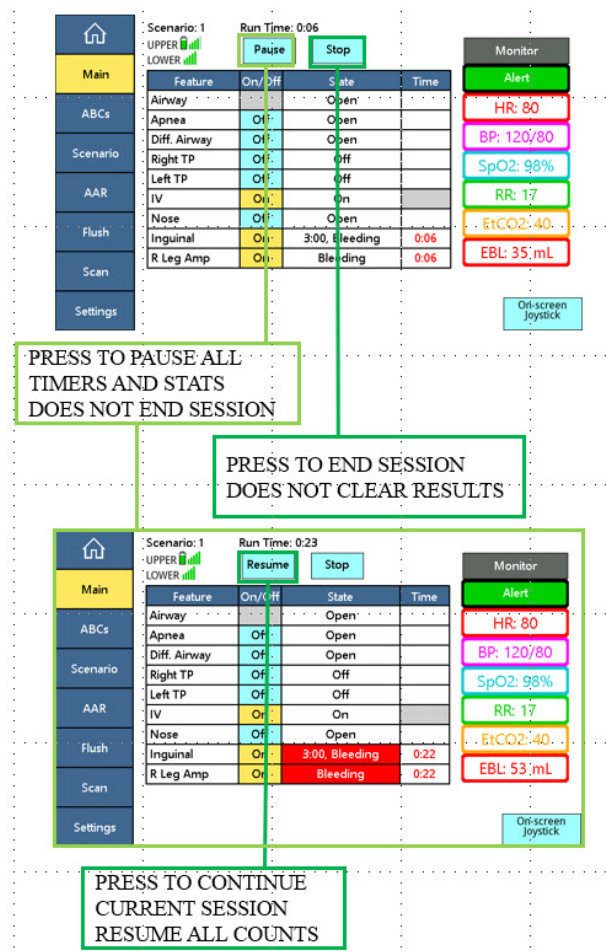 Scenario: 1 Run Time: 0:06
UPPER
LOWER
Pause Stop
Main
ABCs
Scenario
AAR
Flush
Scan
Settings
Feature On/Off State Time
Airway Open
Apnea Off Open
Diff. Airway Off Open
Right TP Off Off
Left TP Off Off
IV On On
Nose Off Open
Inguinal On 3:00, Bleeding 0:06
R Leg Amp On Bleeding 0:06
Monitor
Alert
HR: 80
BP: 120/80
SpO2: 98%
RR: 17
EtCO2: 40
EBL: 35 mL
On-screen
Joystick
PRESS TO PAUSE ALL
TIMERS AND STATS
DOES NOT END SESSION
PRESS TO END SESSION
DOES NOT CLEAR RESULTS
Scenario: 1 Run Time: 0:23
UPPER
LOWER
Resume Stop
Main
ABCs
Scenario
AAR
Flush
Scan
Settings
Feature On/Off State Time
Airway Open
Apnea Off Open
Diff. Airway Off Open
Right TP Off Off
Left TP Off Off
IV On On
Nose Off Open
Inguinal On 3:00, Bleeding 0:22
R Leg Amp On Bleeding 0:22
Monitor
Alert
HR: 80
BP: 120/80
SpO2: 98%
RR: 17
EtCO2: 40
EBL: 53 mL
On-screen
Joystick
PRESS TO CONTINUE
CURRENT SESSION
RESUME ALL COUNTS